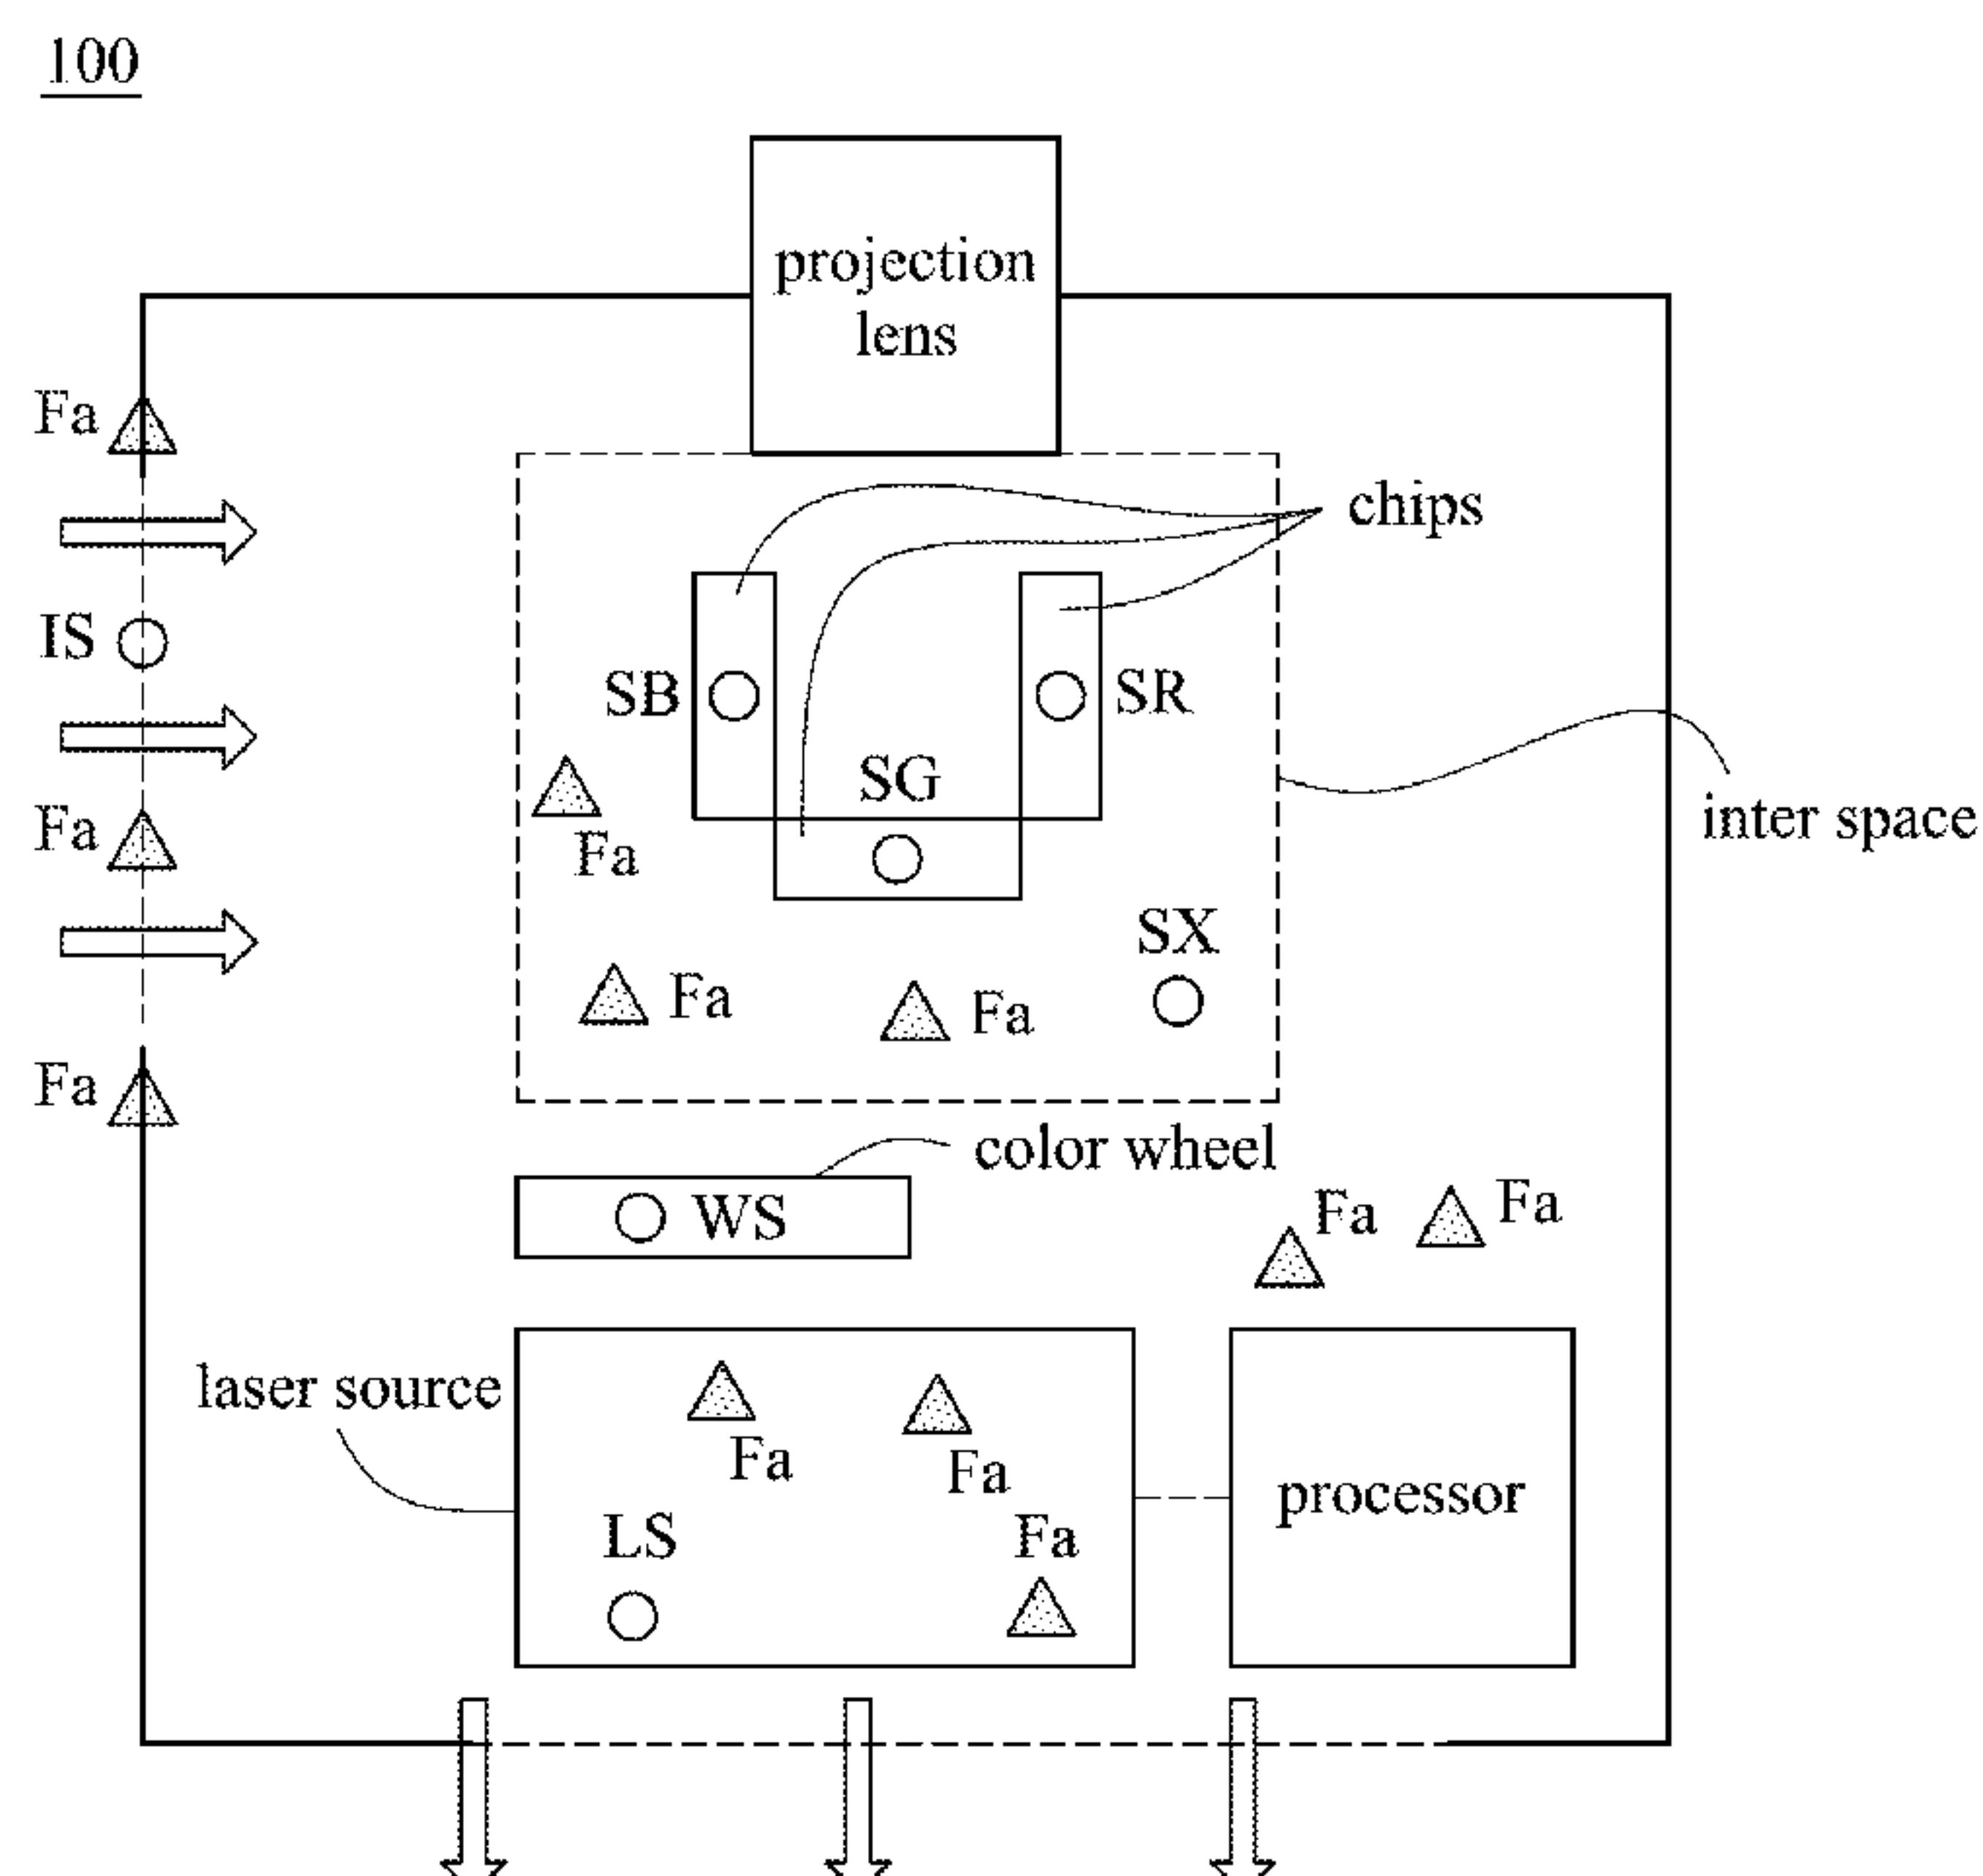 100
projection
lens
Fa
chips
IS
SB
SR
SG
Fa
inter space
Fa
SX
Fa
Fa
Fa
color wheel
WS
Fa
Fa
laser source
Fa
Fa
processor
LS
Fa